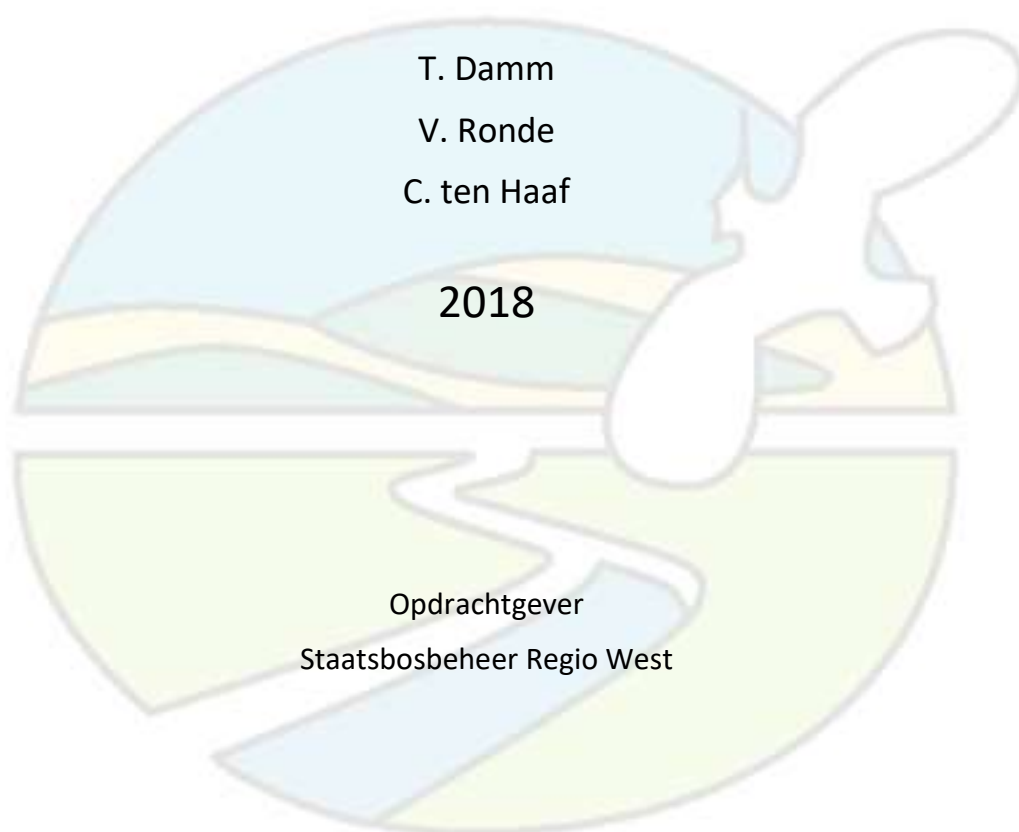 T. Damm
V. Ronde
C. ten Haaf
2018
Opdrachtgever
Staatsbosbeheer Regio West